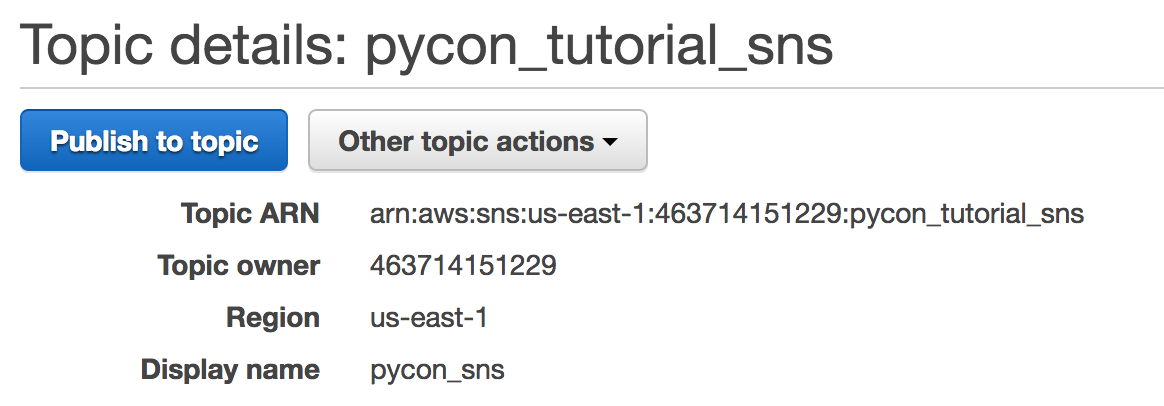 Topic details: pycon_tutorial_sns
Publish to topic Other topic actions
Topic ARN arn:aws:sns:us-east-1:463714151229:pycon_tutorial_sns
Topic owner 463714151229
Region us-east-1
Display name pycon_sns